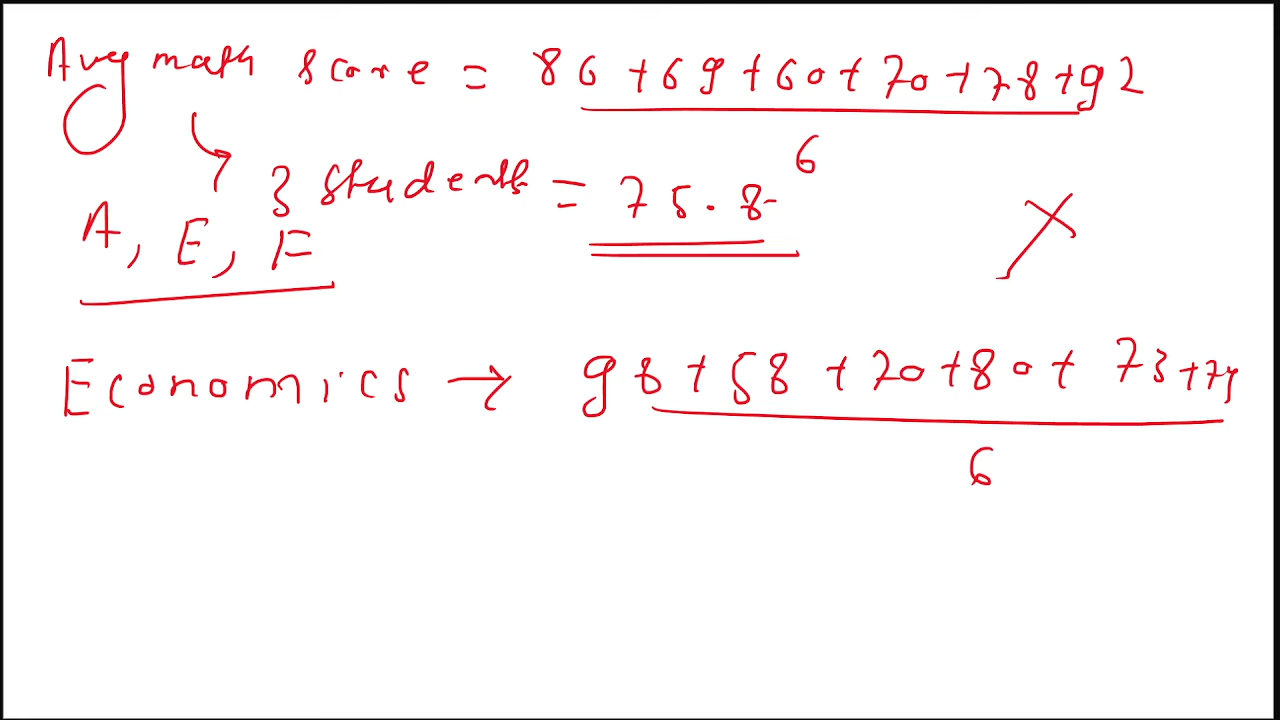 Avg math score = 86 + 69 + 60 + 70 + 78 + 92
6
3 students = 75.8
A, E, F
Economics → 98 + 58 + 70 + 80 + 73 +
6